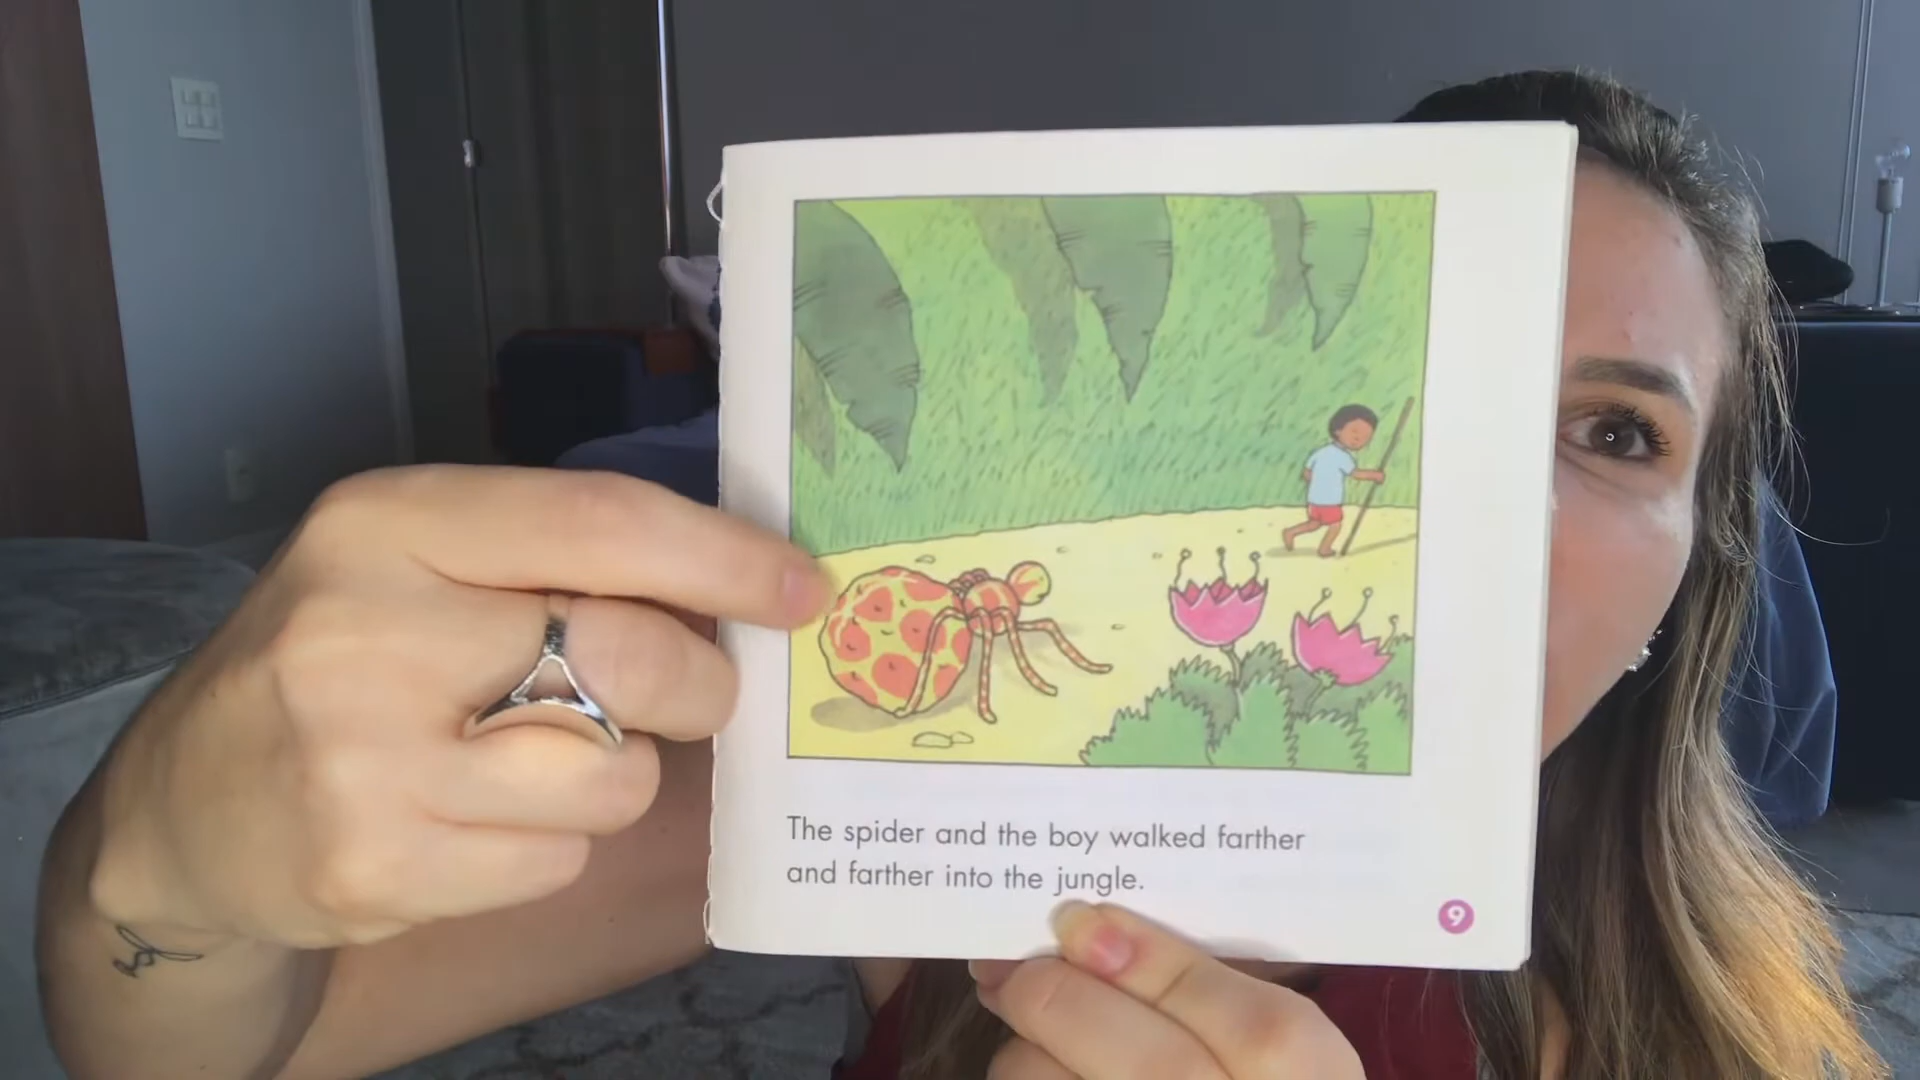 The spider and the boy walked farther
and farther into the jungle.
9